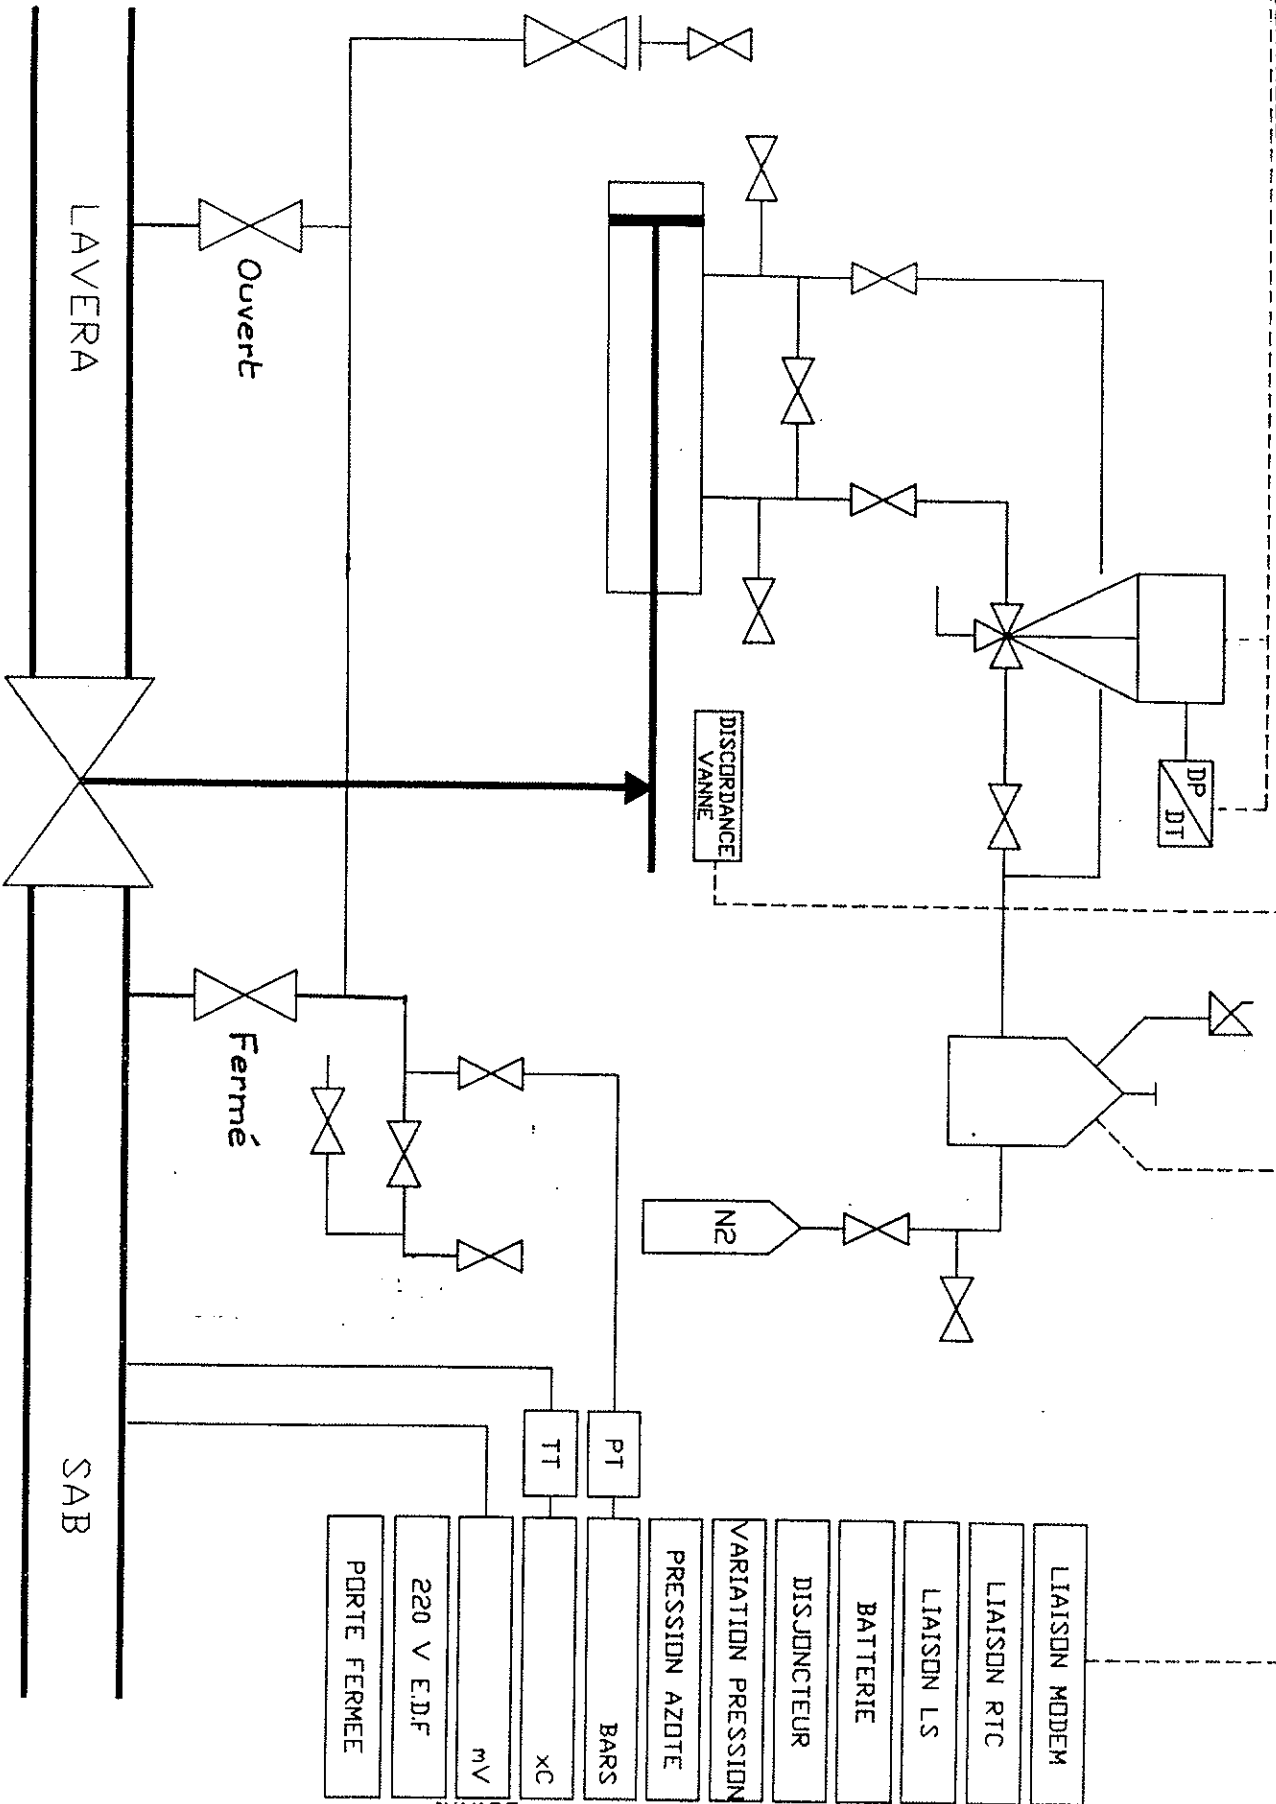 LAVERA
Ouvert
DISCORDANCE
VANNE
DP
DT
Fermé
N2
SAB
TT
PT
LIAISON MODEM
LIAISON RTC
LIAISON LS
BATTERIE
DISJONCTEUR
VARIATION PRESSION
PRESSION AZOTE
BARS
xC
mV
220 V E.D.F
PORTE FERMEE